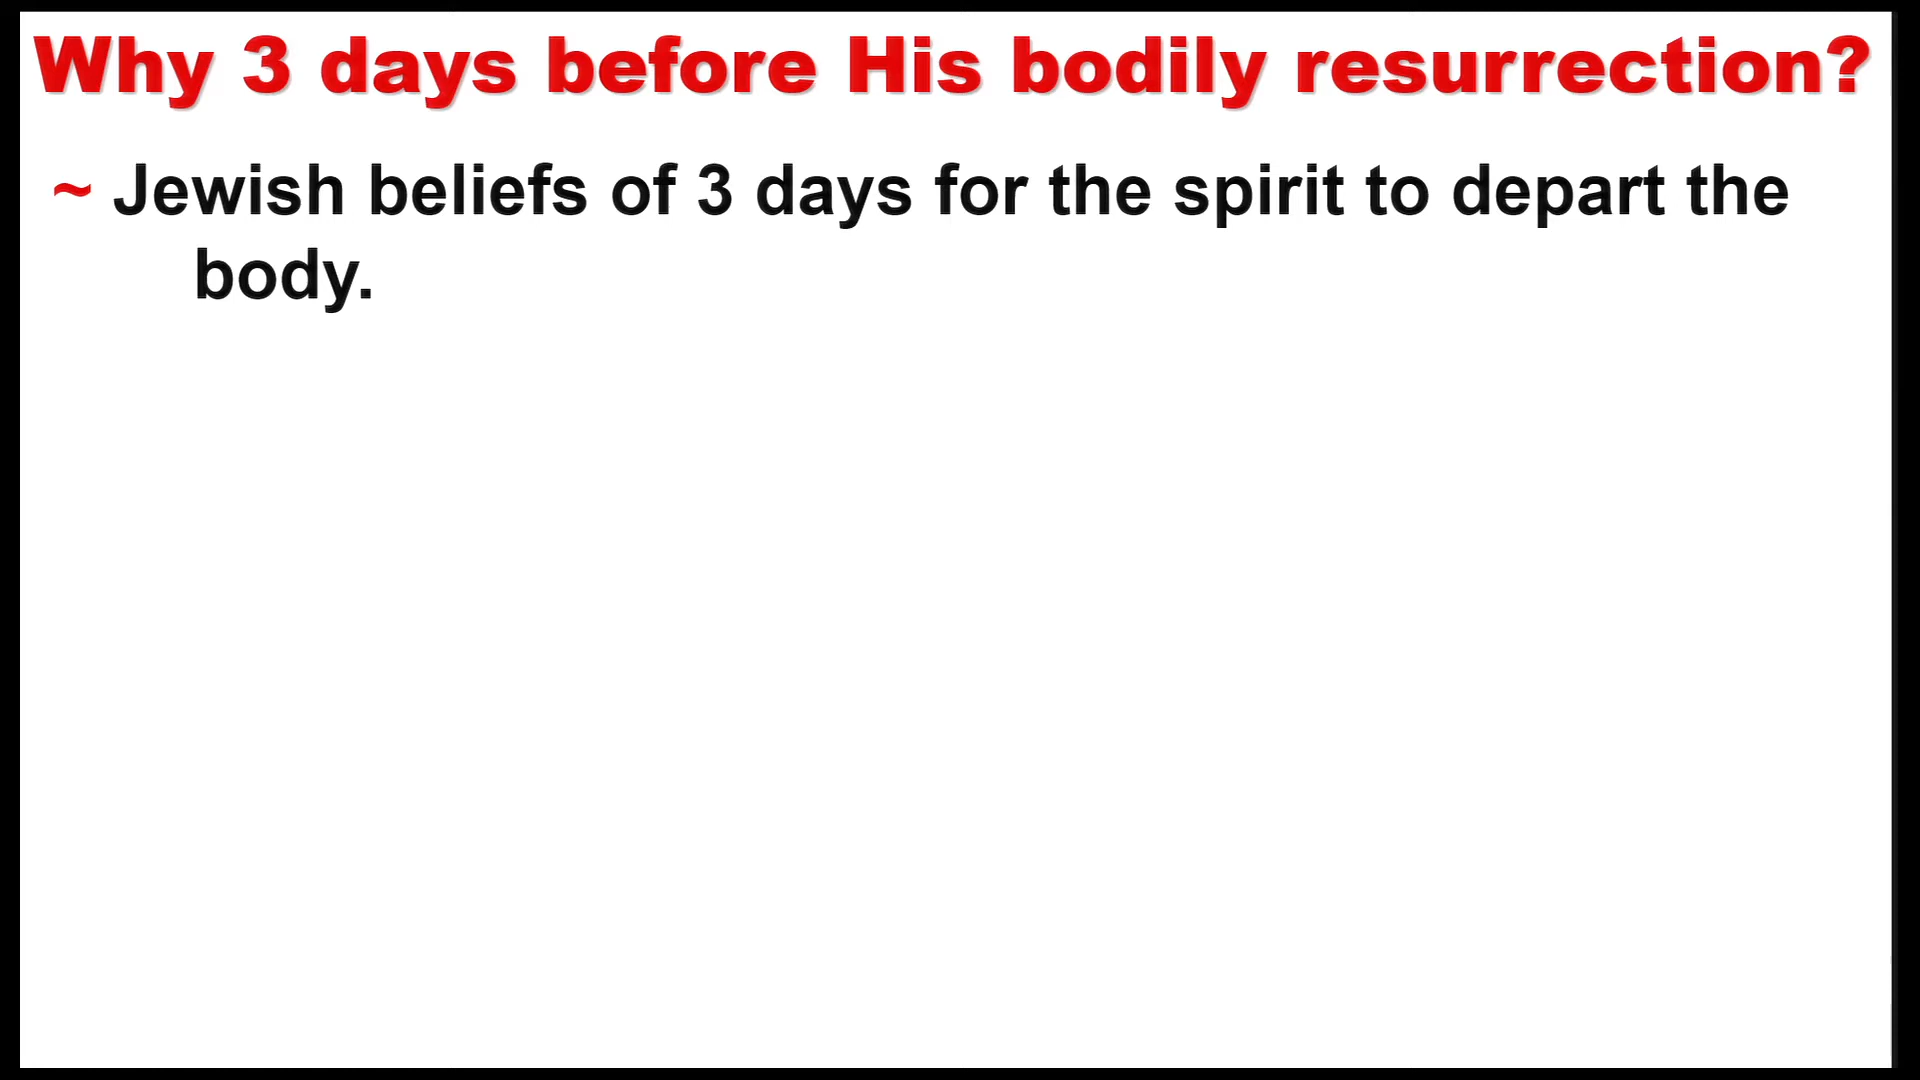 Why 3 days before His bodily resurrection?
~ Jewish beliefs of 3 days for the spirit to depart the
body.